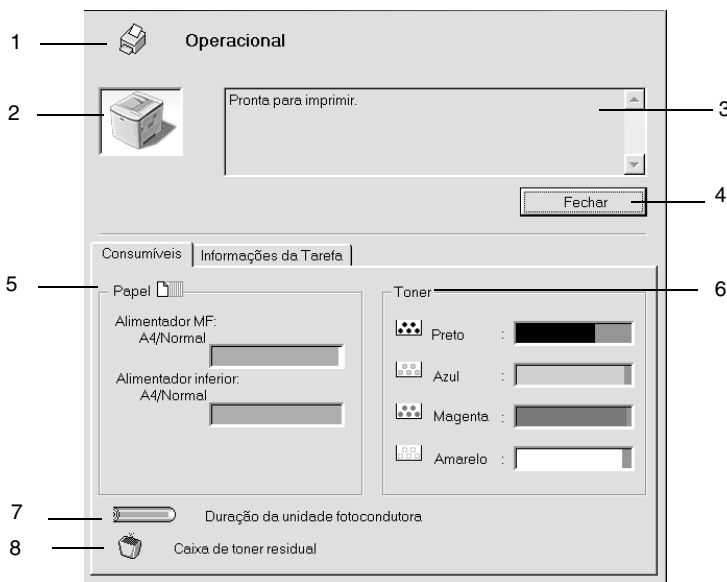 1 Operacional
2 Pronta para imprimir. 3
Fechar 4
Consumíveis Informações da Tarefa
5 Papel Toner 6
Alimentador MF:
A4/Normal
Alimentador inferior:
A4/Normal
Preto :
Azul :
Magenta :
Amarelo :
7 Duração da unidade fotocondutora
8 Caixa de toner residual